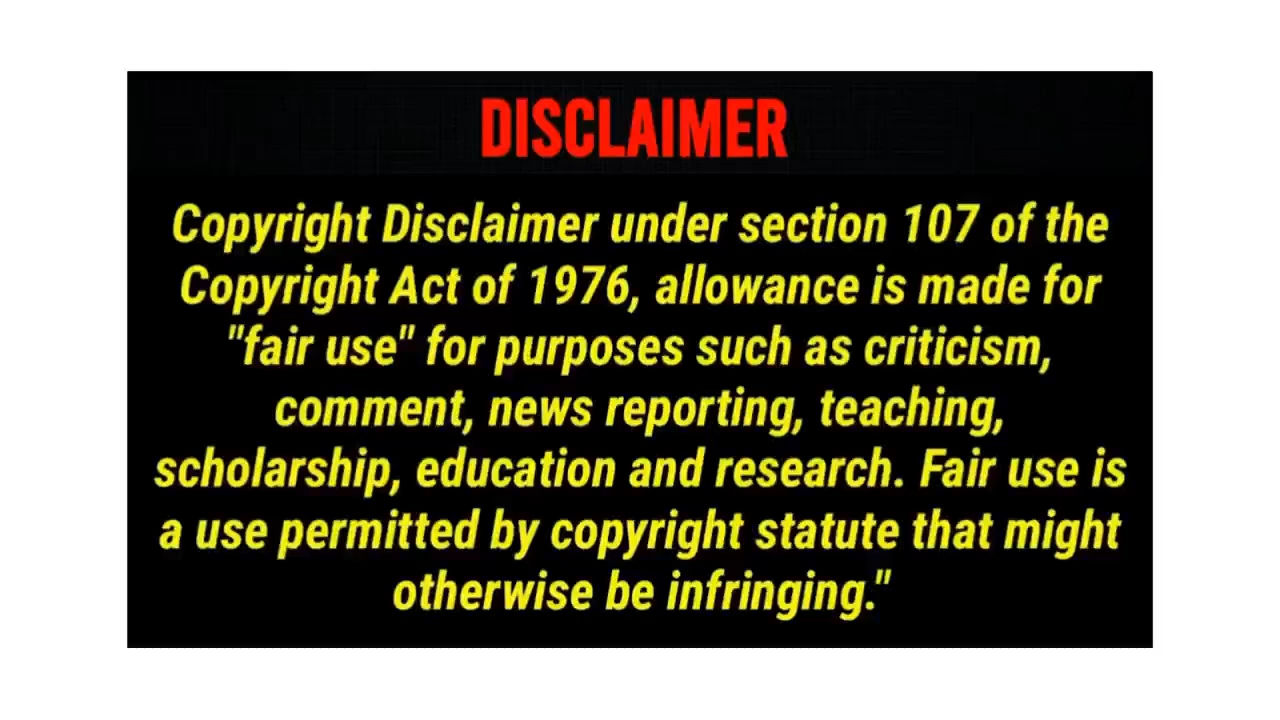 DISCLAIMER
Copyright Disclaimer under section 107 of the
Copyright Act of 1976, allowance is made for
"fair use" for purposes such as criticism,
comment, news reporting, teaching,
scholarship, education and research. Fair use is
a use permitted by copyright statute that might
otherwise be infringing."